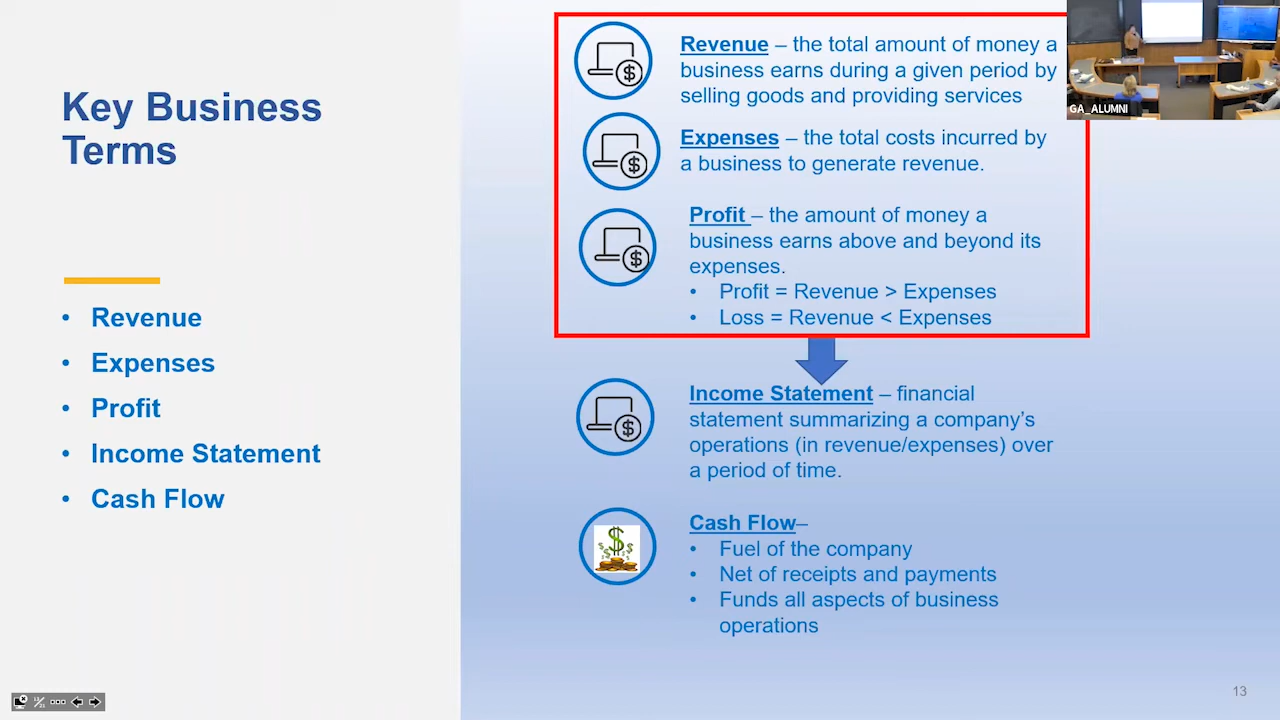 Key Business
Terms
• Revenue
• Expenses
• Profit
• Income Statement
• Cash Flow
Revenue – the total amount of money a
business earns during a given period by
selling goods and providing services
Expenses – the total costs incurred by
a business to generate revenue.
Profit – the amount of money a
business earns above and beyond its
expenses.
• Profit = Revenue > Expenses
• Loss = Revenue < Expenses
Income Statement – financial
statement summarizing a company's
operations (in revenue/expenses) over
a period of time.
Cash Flow–
• Fuel of the company
• Net of receipts and payments
• Funds all aspects of business
operations
GA_ALUMNI
13